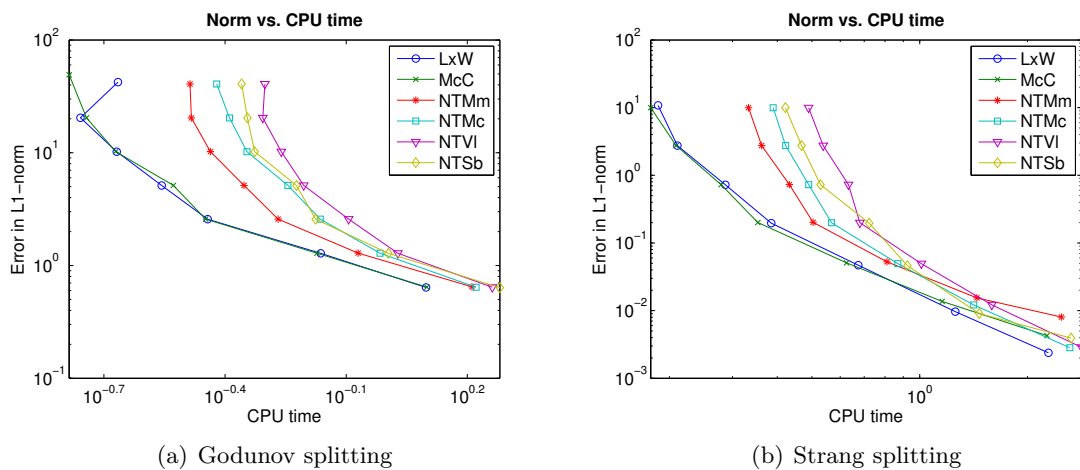 Norm vs. CPU time
10^2
10^1
10^0
10^−1
Error in L1−norm
LxW
McC
NTMm
NTMc
NTVl
NTSb
10^−0.7
10^−0.4
10^−0.1
10^0.2
CPU time
(a) Godunov splitting
Norm vs. CPU time
10^2
10^1
10^0
10^−1
10^−2
10^−3
Error in L1−norm
LxW
McC
NTMm
NTMc
NTVl
NTSb
10^0
CPU time
(b) Strang splitting